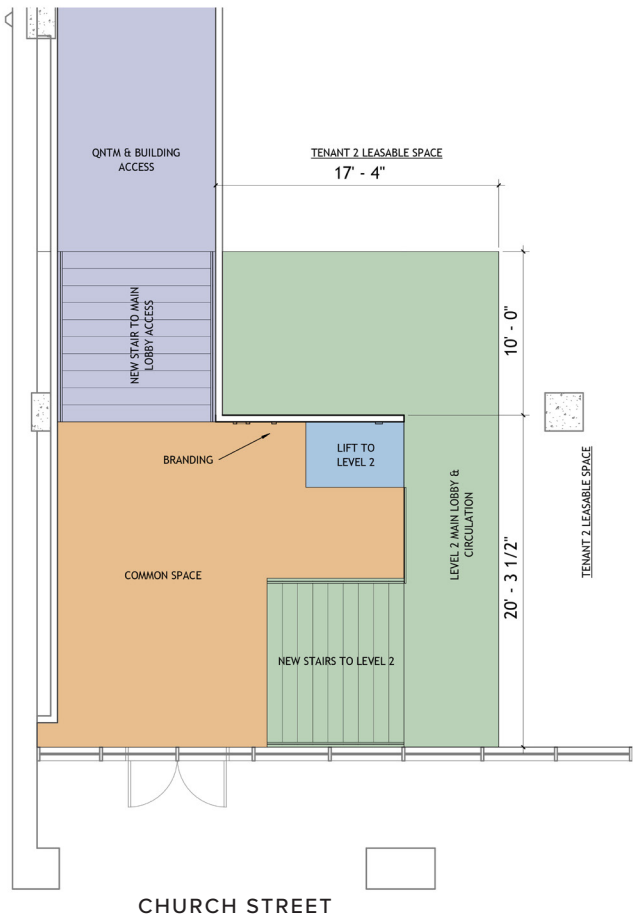 QNTM & BUILDING
ACCESS
TENANT 2 LEASABLE SPACE
17' - 4"
NEW STAIR TO MAIN
LOBBY ACCESS
10' - 0"
BRANDING
LIFT TO
LEVEL 2
LEVEL 2 MAIN LOBBY &
CIRCULATION
20' - 3 1/2"
TENANT 2 LEASABLE SPACE
COMMON SPACE
NEW STAIRS TO LEVEL 2
CHURCH STREET